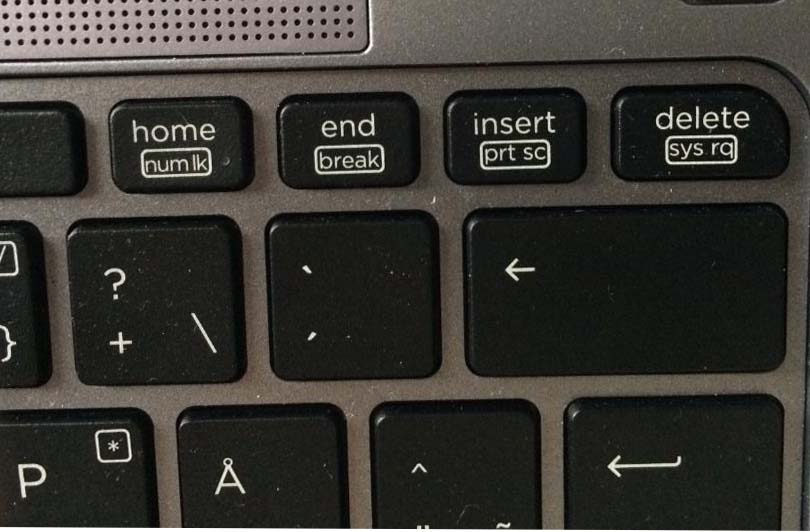 home
num lk
end
break
insert
prt sc
delete
sys rq
}
?
+ \
`
´
←
P *
Å
^
¨ ~